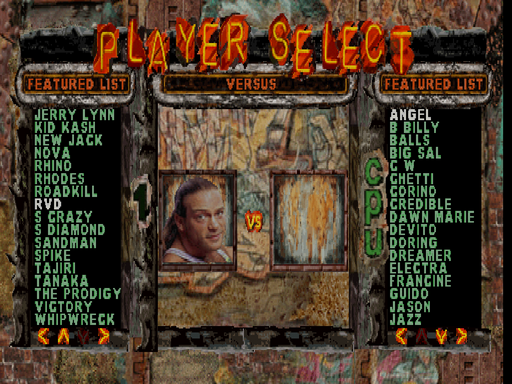 PLAYER SELECT
FEATURED LIST
VERSUS
FEATURED LIST
JERRY LYNN
KID KASH
NEW JACK
NOVA
RHINO
RHODES
ROADKILL
RVD
S CRAZY
S DIAMOND
SANDMAN
SPIKE
TAJIRI
TANAKA
THE PRODIGY
VICTORY
WHIPWRECK
1
VS
CPU
ANGEL
B BILLY
BALLS
BIG SAL
C W
GHETTI
CORINO
CREDIBLE
DAWN MARIE
DEVITO
DORING
DREAMER
ELECTRA
FRANCINE
GUIDO
JASON
JAZZ